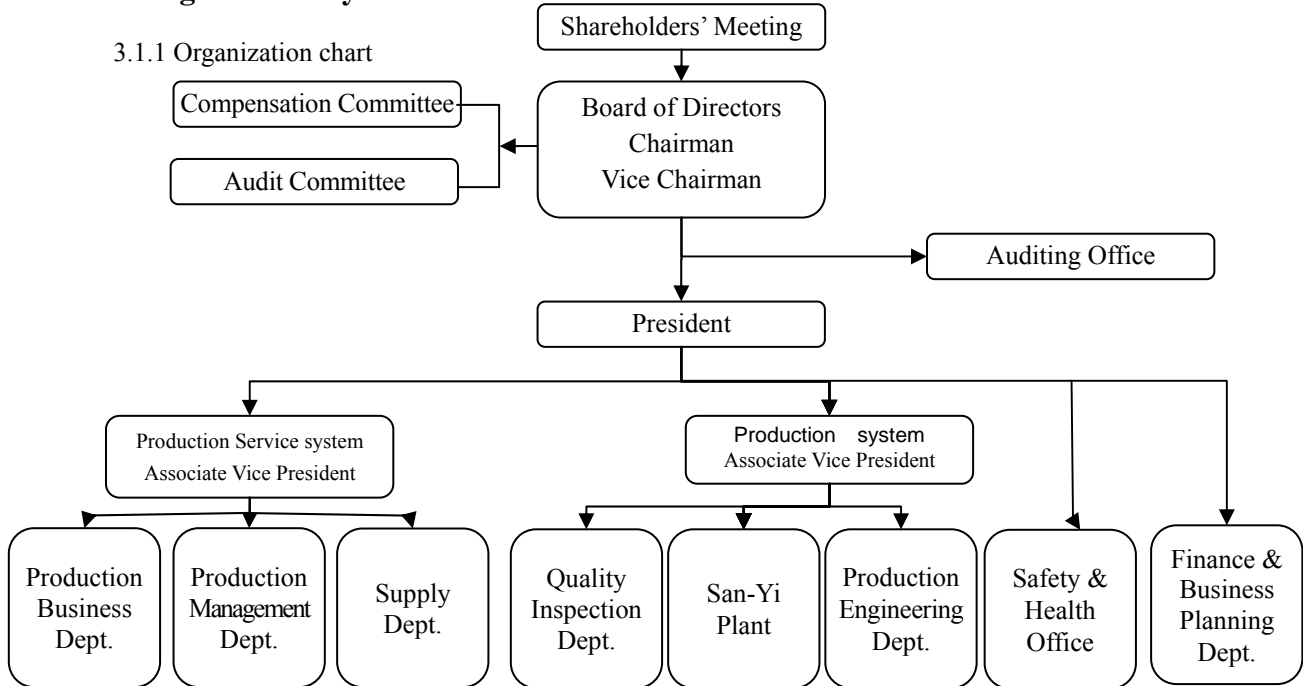 Shareholders' Meeting
3.1.1 Organization chart
Compensation Committee
Board of Directors
Chairman
Vice Chairman
Audit Committee
Auditing Office
President
Production Service system
Associate Vice President
Production system
Associate Vice President
Production
Business
Dept.
Production
Management
Dept.
Supply
Dept.
Quality
Inspection
Dept.
San-Yi
Plant
Production
Engineering
Dept.
Safety &
Health
Office
Finance &
Business
Planning
Dept.